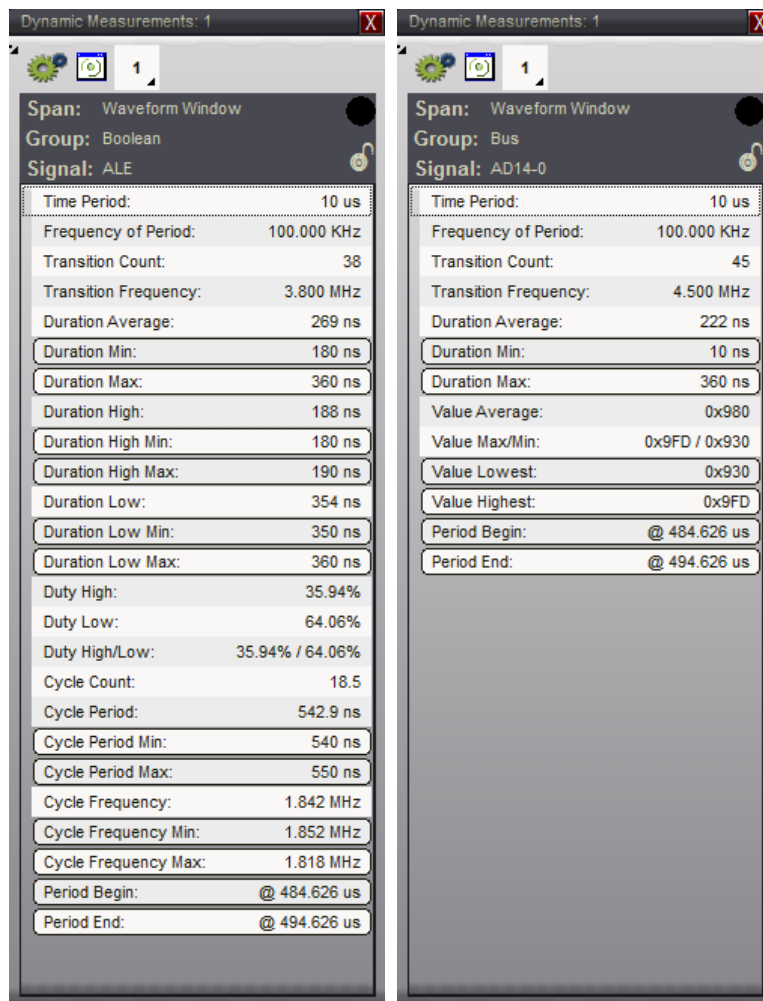 Dynamic Measurements: 1 X
1
Span: Waveform Window
Group: Boolean
Signal: ALE
Time Period: 10 us
Frequency of Period: 100.000 KHz
Transition Count: 38
Transition Frequency: 3.800 MHz
Duration Average: 269 ns
Duration Min: 180 ns
Duration Max: 360 ns
Duration High: 188 ns
Duration High Min: 180 ns
Duration High Max: 190 ns
Duration Low: 354 ns
Duration Low Min: 350 ns
Duration Low Max: 360 ns
Duty High: 35.94%
Duty Low: 64.06%
Duty High/Low: 35.94% / 64.06%
Cycle Count: 18.5
Cycle Period: 542.9 ns
Cycle Period Min: 540 ns
Cycle Period Max: 550 ns
Cycle Frequency: 1.842 MHz
Cycle Frequency Min: 1.852 MHz
Cycle Frequency Max: 1.818 MHz
Period Begin: @ 484.626 us
Period End: @ 494.626 us
Dynamic Measurements: 1 X
1
Span: Waveform Window
Group: Bus
Signal: AD14-0
Time Period: 10 us
Frequency of Period: 100.000 KHz
Transition Count: 45
Transition Frequency: 4.500 MHz
Duration Average: 222 ns
Duration Min: 10 ns
Duration Max: 360 ns
Value Average: 0x980
Value Max/Min: 0x9FD / 0x930
Value Lowest: 0x930
Value Highest: 0x9FD
Period Begin: @ 484.626 us
Period End: @ 494.626 us